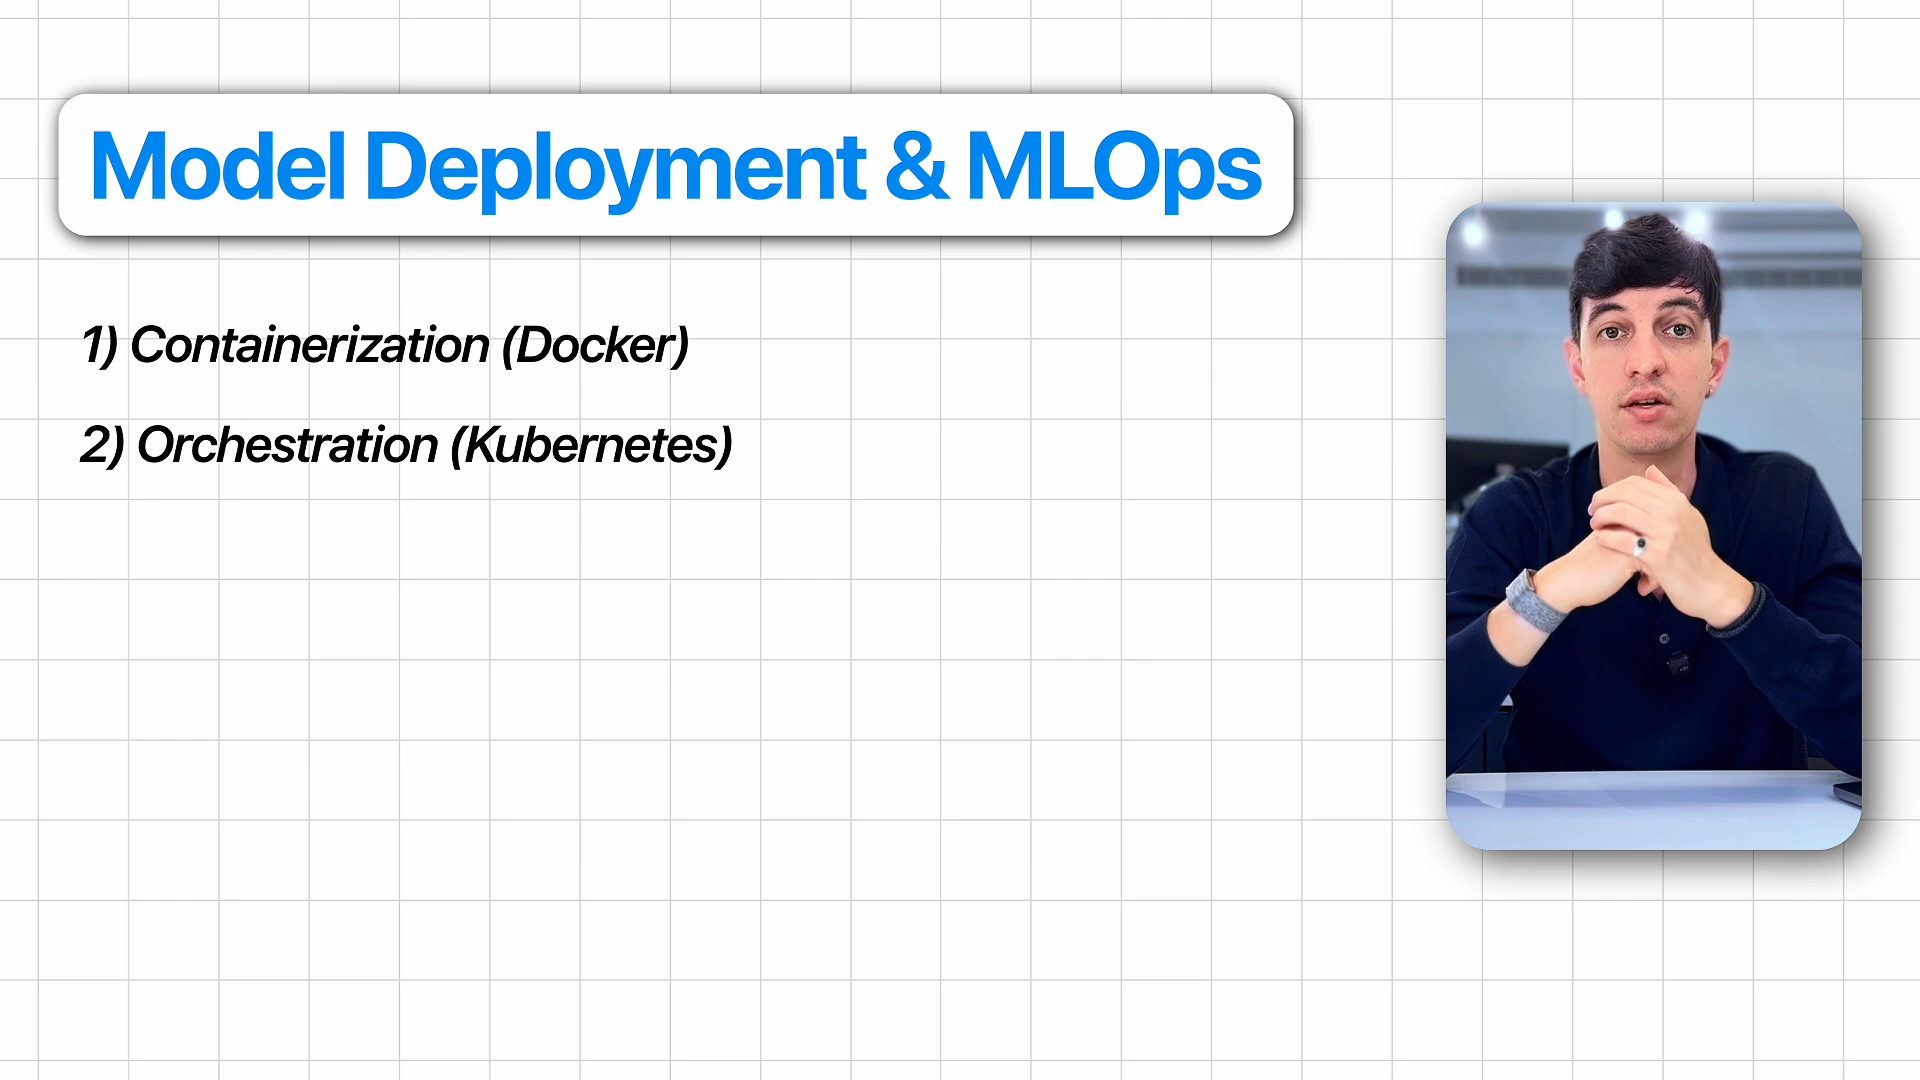 Model Deployment & MLOps
1) Containerization (Docker)
2) Orchestration (Kubernetes)